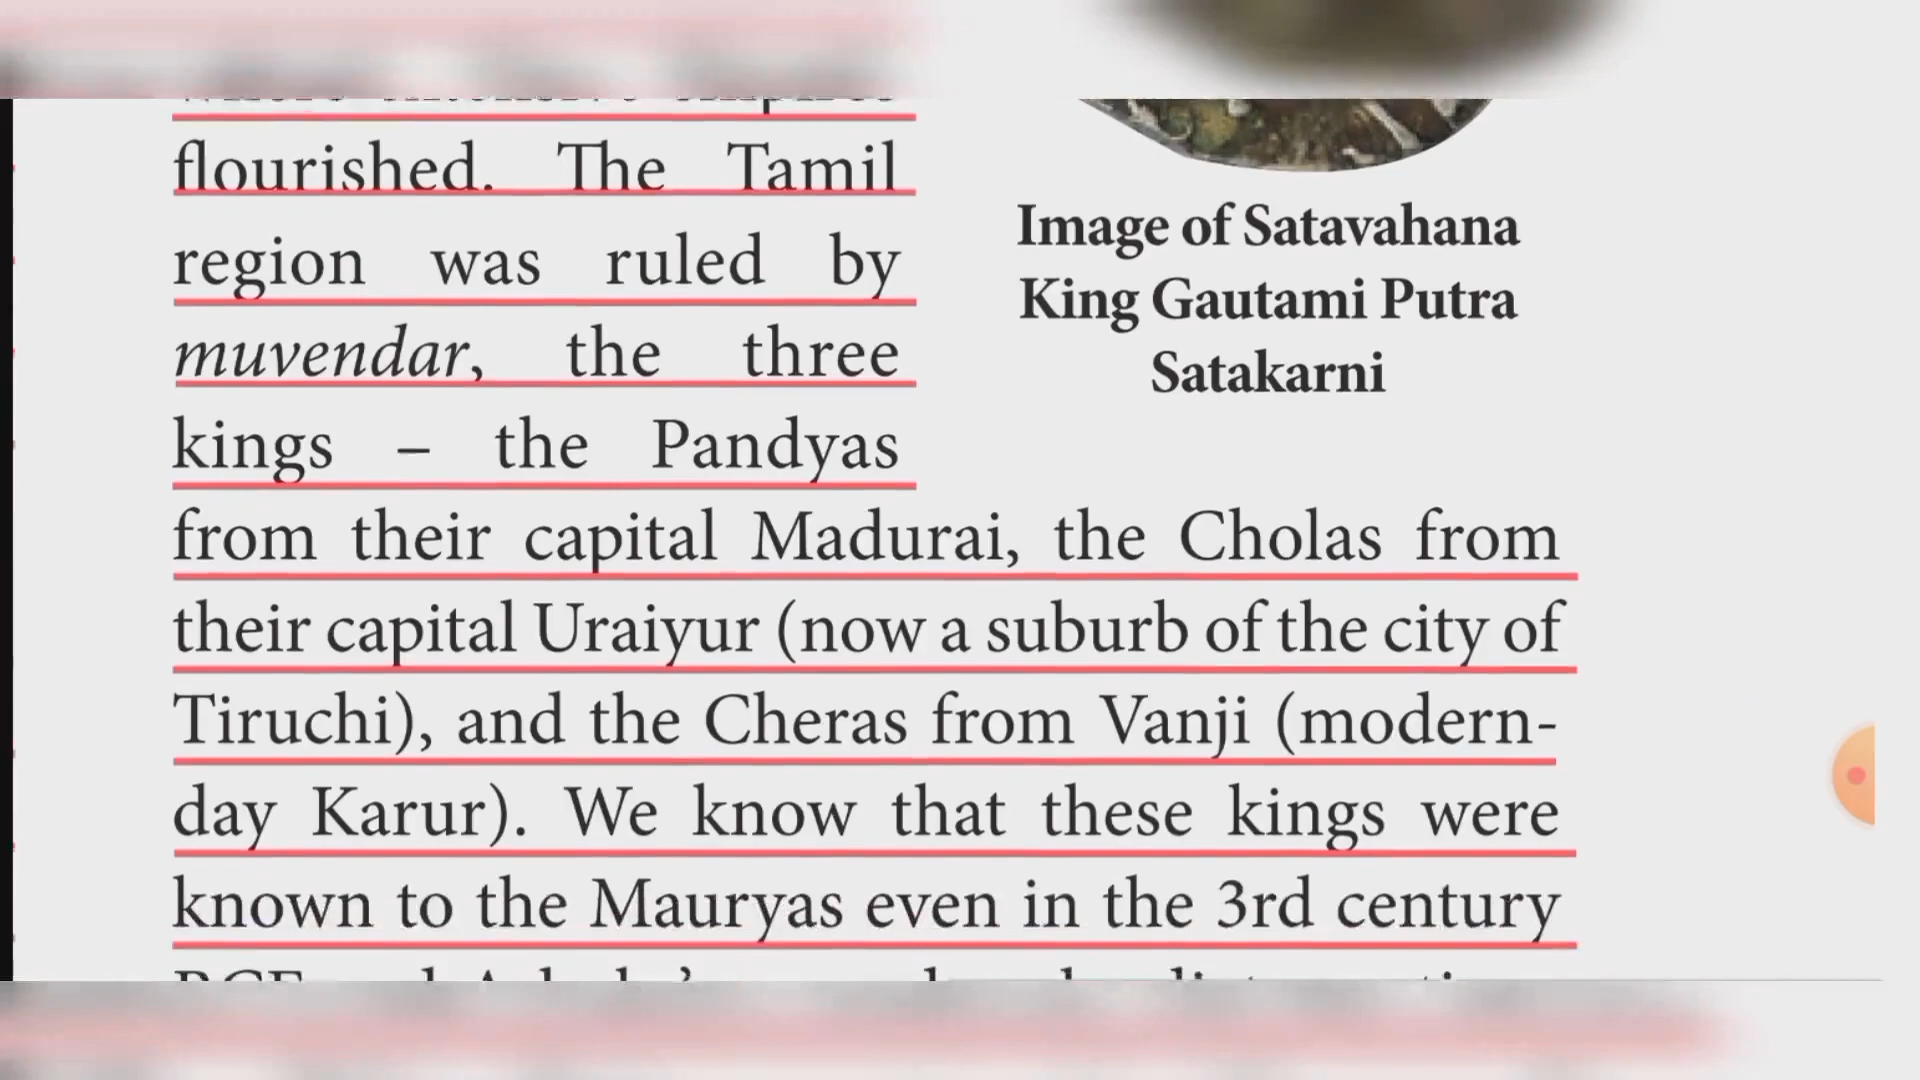 flourished. The Tamil
region was ruled by
muvendar, the three
kings – the Pandyas
from their capital Madurai, the Cholas from
their capital Uraiyur (now a suburb of the city of
Tiruchi), and the Cheras from Vanji (modern-
day Karur). We know that these kings were
known to the Mauryas even in the 3rd century
Image of Satavahana
King Gautami Putra
Satakarni